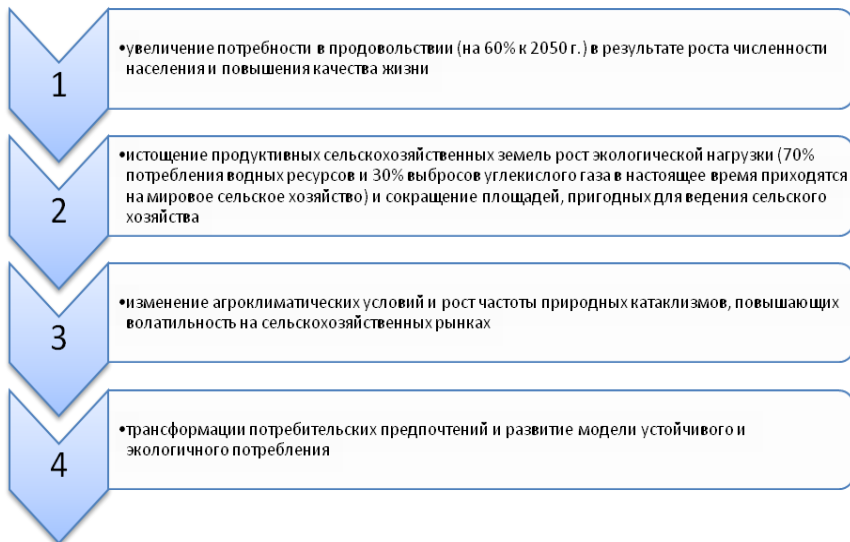 1
•увеличение потребности в продовольствии (на 60% к 2050 г.) в результате роста численности
населения и повышения качества жизни
2
•истощение продуктивных сельскохозяйственных земель рост экологической нагрузки (70%
потребления водных ресурсов и 30% выбросов углекислого газа в настоящее время приходятся
на мировое сельское хозяйство) и сокращение площадей, пригодных для ведения сельского
хозяйства
3
•изменение агроклиматических условий и рост частоты природных катаклизмов, повышающих
волатильность на сельскохозяйственных рынках
4
•трансформации потребительских предпочтений и развитие модели устойчивого и
экологичного потребления